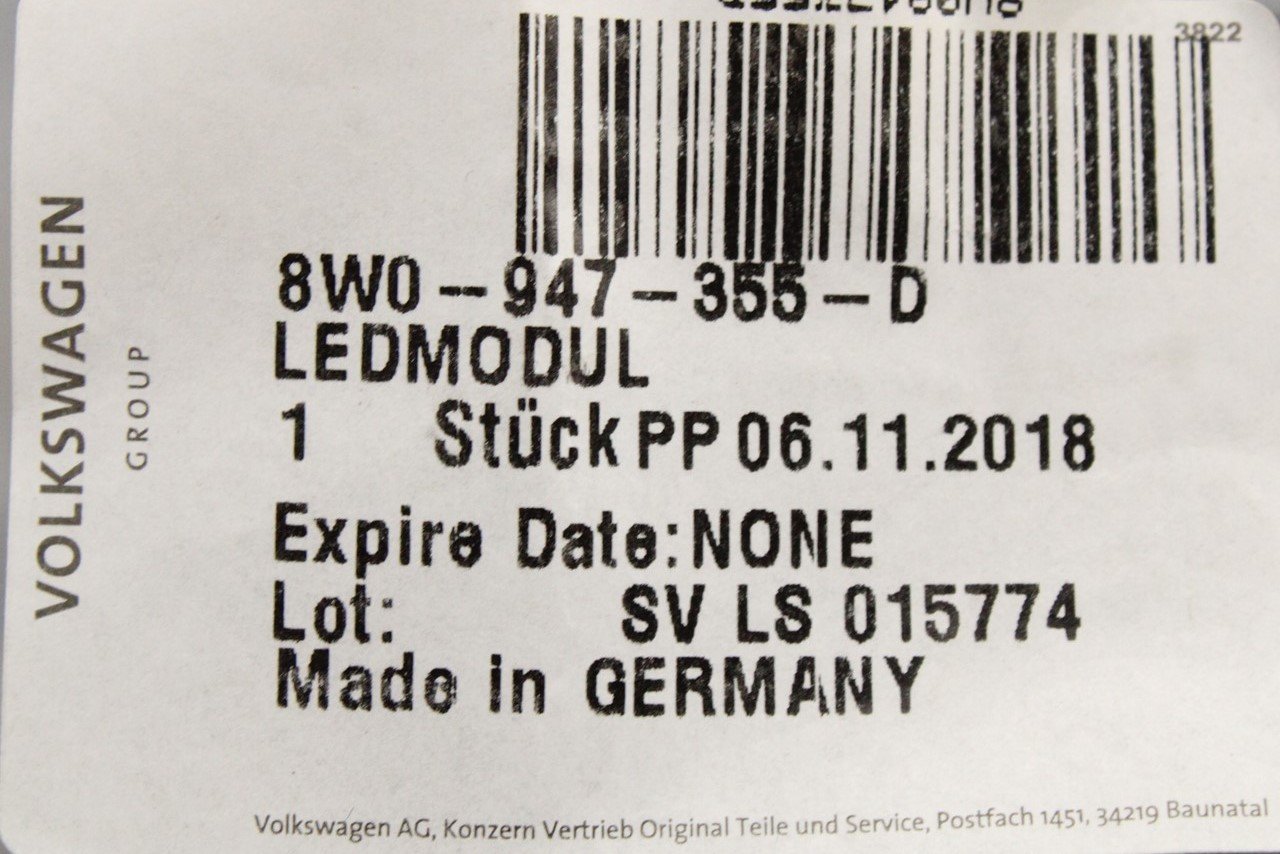 3822
8W0-947-355-D
LEDMODUL
1 Stück PP 06.11.2018
Expire Date:NONE
Lot: SV LS 015774
Made in GERMANY
VOLKSWAGEN
GROUP
Volkswagen AG, Konzern Vertrieb Original Teile und Service, Postfach 1451, 34219 Baunatal